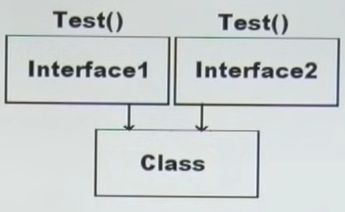 Test() Test()
Interface1 Interface2
Class